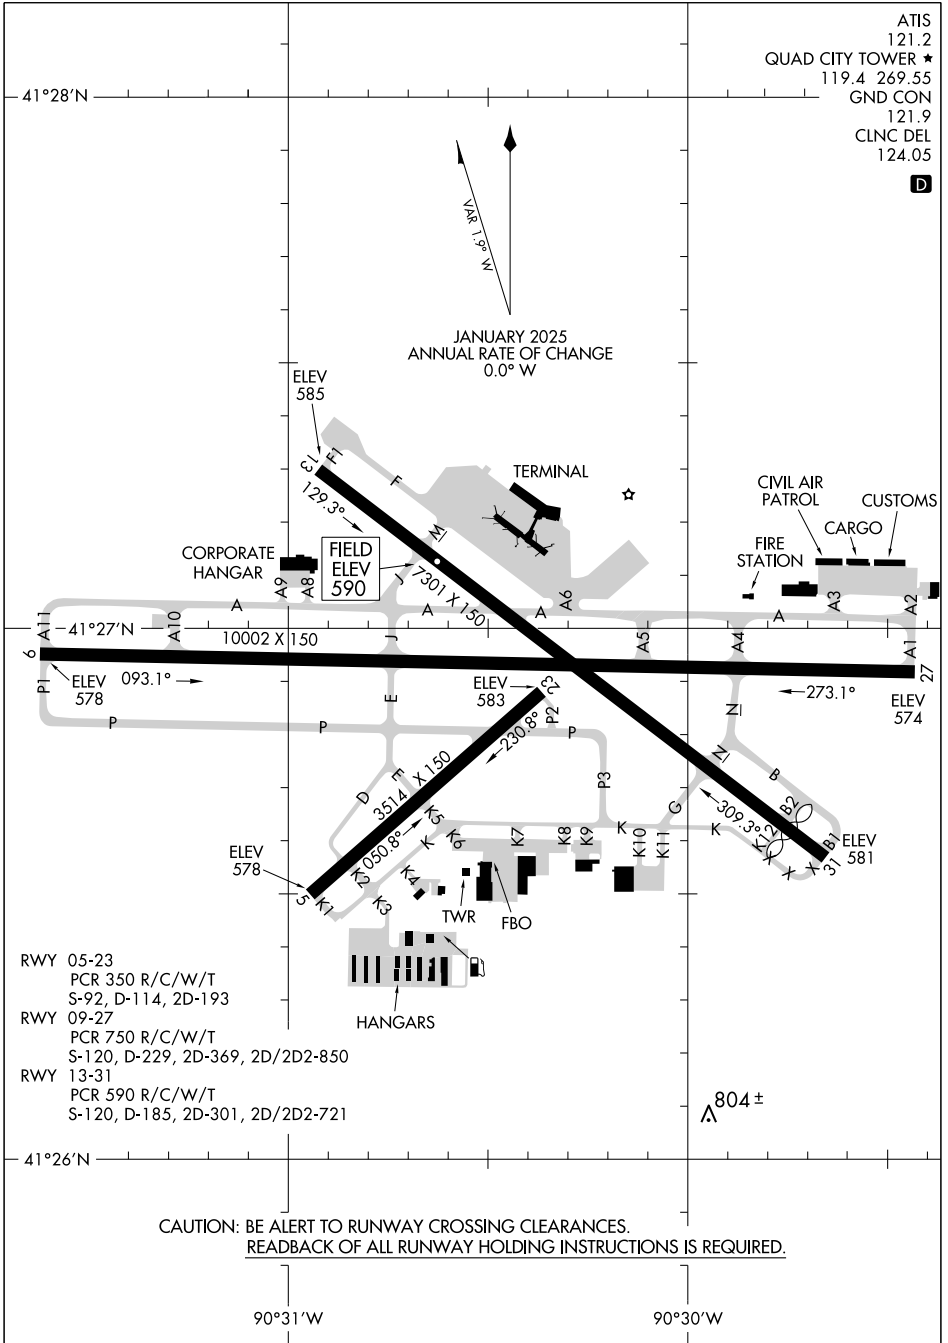 ATIS
121.2
QUAD CITY TOWER ★
119.4 269.55
GND CON
121.9
CLNC DEL
124.05
D
41°28'N
VAR 1.9° W
JANUARY 2025
ANNUAL RATE OF CHANGE
0.0° W
ELEV
585
13
F1
F
129.3°
TERMINAL
M
CIVIL AIR
PATROL
CUSTOMS
CARGO
FIRE
STATION
CORPORATE
HANGAR
FIELD
ELEV
590
J
7301 X 150
A9
A8
A6
A3
A2
A
A
A
A
A11
41°27'N
A10
10002 X 150
J
A5
A4
A1
9
27
P1
ELEV
578
093.1°
ELEV
583
23
273.1°
ELEV
574
E
230.8°
P2
N
P
P
P
N
B
P3
D
E
3514 X 150
G
309.3°
B2
K5
050.8°
K
K6
K7
K8
K9
K
K10
K11
K
K12
B1
31
ELEV
581
X
X
X
ELEV
578
K2
K4
5
K1
K3
TWR
FBO
HANGARS
RWY 05-23
PCR 350 R/C/W/T
S-92, D-114, 2D-193
RWY 09-27
PCR 750 R/C/W/T
S-120, D-229, 2D-369, 2D/2D2-850
RWY 13-31
PCR 590 R/C/W/T
S-120, D-185, 2D-301, 2D/2D2-721
804 ±
41°26'N
CAUTION: BE ALERT TO RUNWAY CROSSING CLEARANCES.
READBACK OF ALL RUNWAY HOLDING INSTRUCTIONS IS REQUIRED.
90°31'W
90°30'W